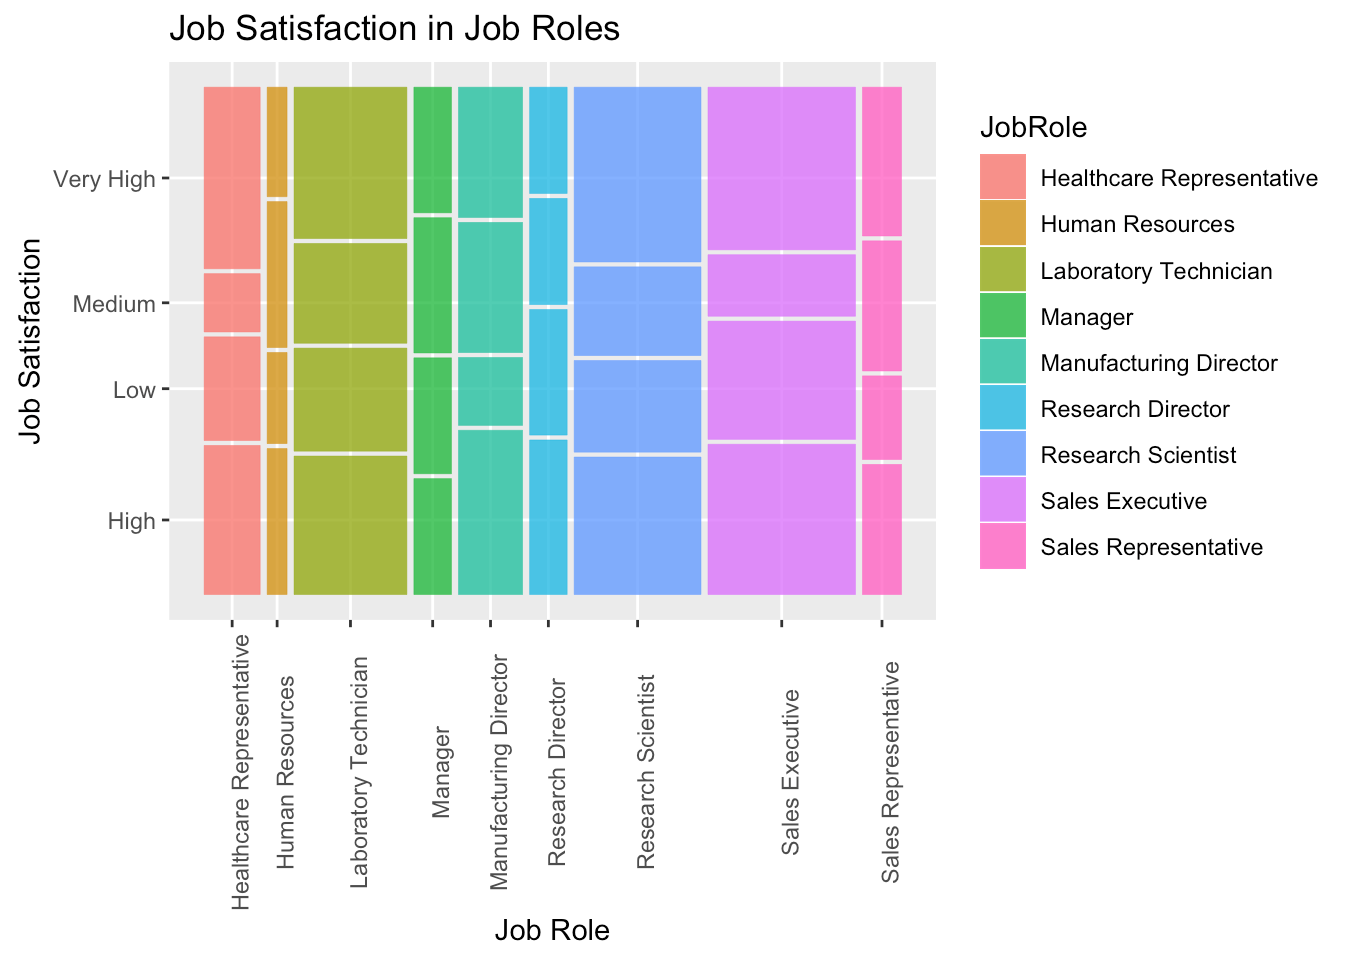 Job Satisfaction in Job Roles
Job Satisfaction
Very High
Medium
Low
High
Healthcare Representative
Human Resources
Laboratory Technician
Manager
Manufacturing Director
Research Director
Research Scientist
Sales Executive
Sales Representative
Job Role
JobRole
Healthcare Representative
Human Resources
Laboratory Technician
Manager
Manufacturing Director
Research Director
Research Scientist
Sales Executive
Sales Representative